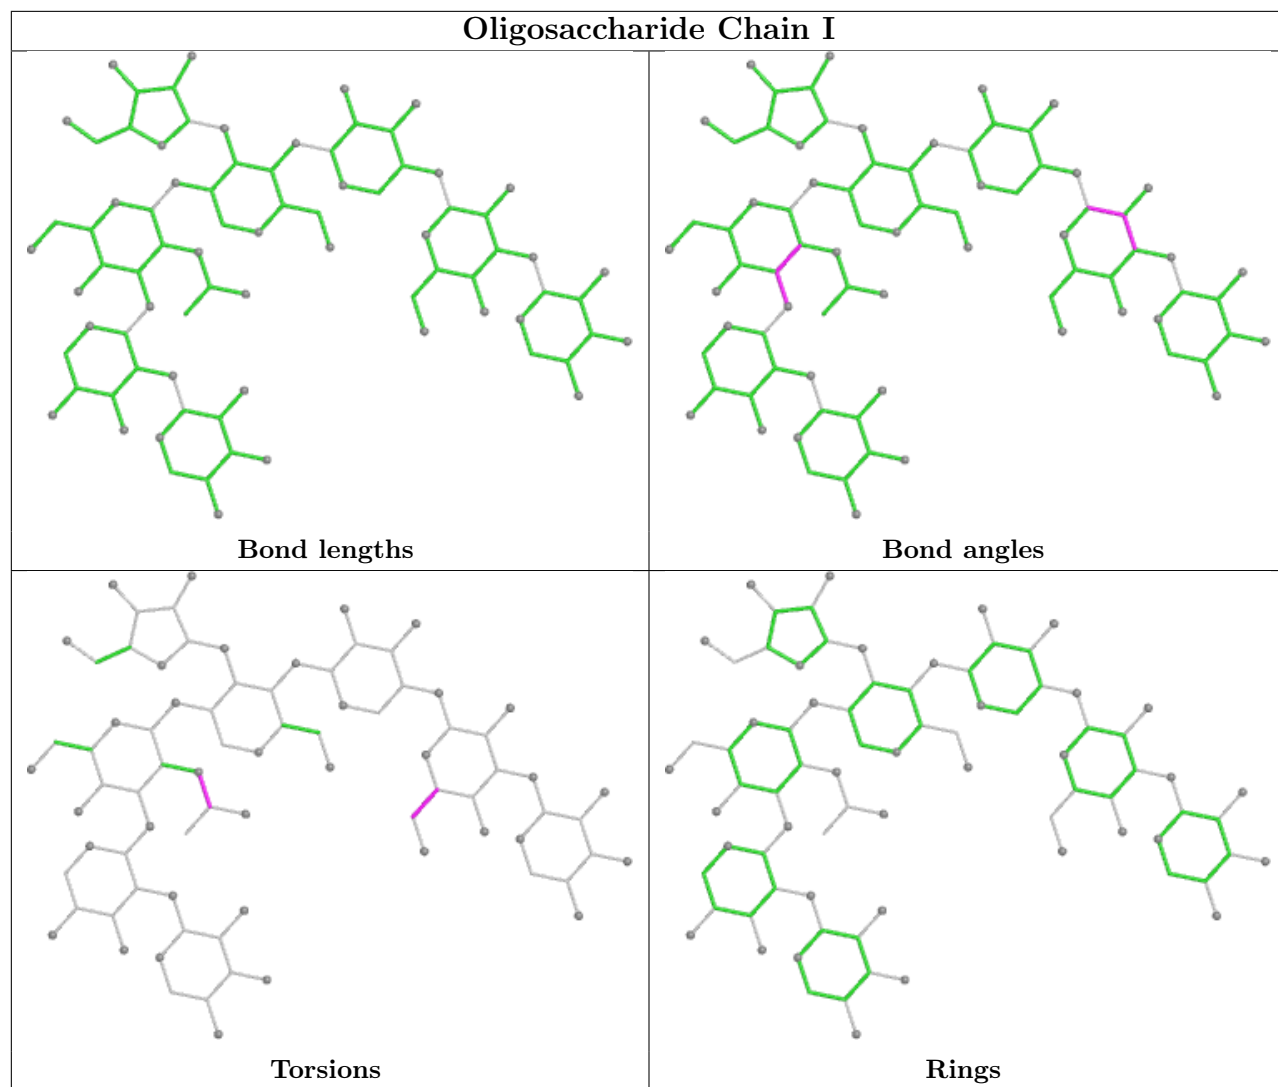 Oligosaccharide Chain I
Bond lengths
Bond angles
Torsions
Rings